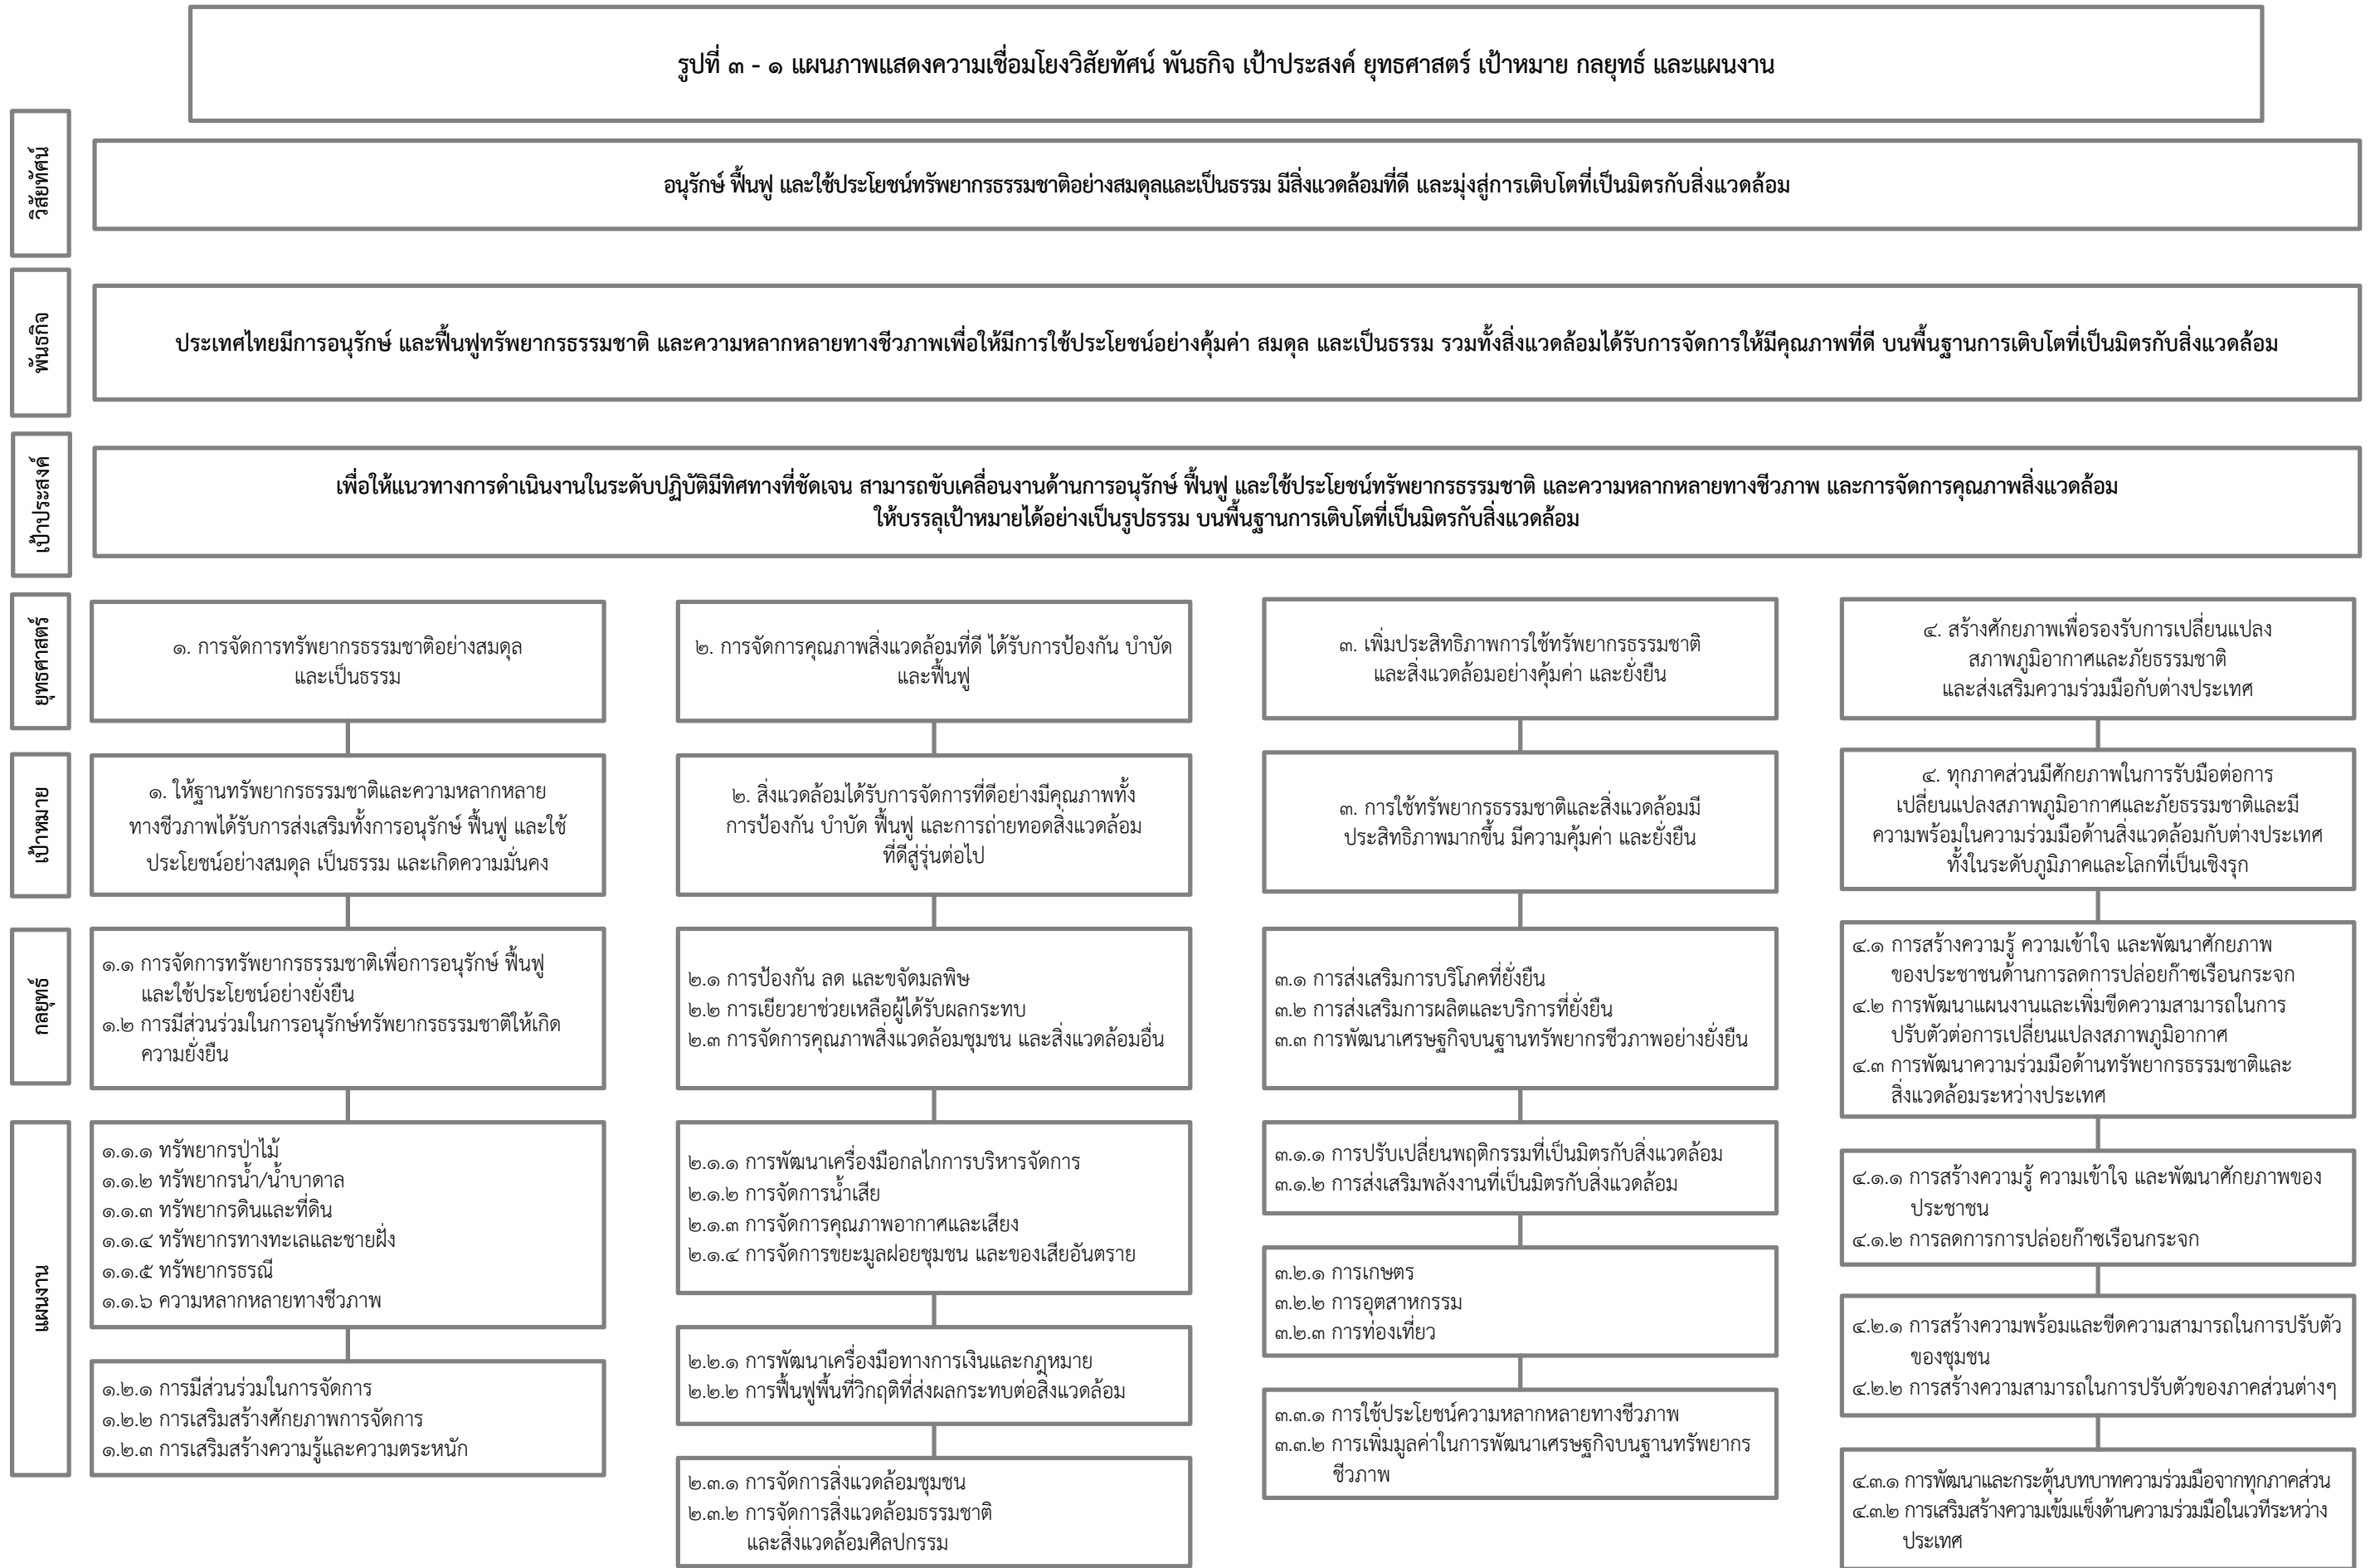 รูปที่ ๓ - ๑ แผนภาพแสดงความเชื่อมโยงวิสัยทัศน์ พันธกิจ เป้าประสงค์ ยุทธศาสตร์ เป้าหมาย กลยุทธ์ และแผนงาน
วิสัยทัศน์
อนุรักษ์ ฟื้นฟู และใช้ประโยชน์ทรัพยากรธรรมชาติอย่างสมดุลและเป็นธรรม มีสิ่งแวดล้อมที่ดี และมุ่งสู่การเติบโตที่เป็นมิตรกับสิ่งแวดล้อม
พันธกิจ
ประเทศไทยมีการอนุรักษ์ และฟื้นฟูทรัพยากรธรรมชาติ และความหลากหลายทางชีวภาพเพื่อให้มีการใช้ประโยชน์อย่างคุ้มค่า สมดุล และเป็นธรรม รวมทั้งสิ่งแวดล้อมได้รับการจัดการให้มีคุณภาพที่ดี บนพื้นฐานการเติบโตที่เป็นมิตรกับสิ่งแวดล้อม
เป้าประสงค์
เพื่อให้แนวทางการดำเนินงานในระดับปฏิบัติมีทิศทางที่ชัดเจน สามารถขับเคลื่อนงานด้านการอนุรักษ์ ฟื้นฟู และใช้ประโยชน์ทรัพยากรธรรมชาติ และความหลากหลายทางชีวภาพ และการจัดการคุณภาพสิ่งแวดล้อม
ให้บรรลุเป้าหมายได้อย่างเป็นรูปธรรม บนพื้นฐานการเติบโตที่เป็นมิตรกับสิ่งแวดล้อม
ยุทธศาสตร์
๑. การจัดการทรัพยากรธรรมชาติอย่างสมดุล
และเป็นธรรม
๒. การจัดการคุณภาพสิ่งแวดล้อมที่ดี ได้รับการป้องกัน บำบัด
และฟื้นฟู
๓. เพิ่มประสิทธิภาพการใช้ทรัพยากรธรรมชาติ
และสิ่งแวดล้อมอย่างคุ้มค่า และยั่งยืน
๔. สร้างศักยภาพเพื่อรองรับการเปลี่ยนแปลง
สภาพภูมิอากาศและภัยธรรมชาติ
และส่งเสริมความร่วมมือกับต่างประเทศ
เป้าหมาย
๑. ให้ฐานทรัพยากรธรรมชาติและความหลากหลาย
ทางชีวภาพได้รับการส่งเสริมทั้งการอนุรักษ์ ฟื้นฟู และใช้
ประโยชน์อย่างสมดุล เป็นธรรม และเกิดความมั่นคง
๒. สิ่งแวดล้อมได้รับการจัดการที่ดีอย่างมีคุณภาพทั้ง
การป้องกัน บำบัด ฟื้นฟู และการถ่ายทอดสิ่งแวดล้อม
ที่ดีสู่รุ่นต่อไป
๓. การใช้ทรัพยากรธรรมชาติและสิ่งแวดล้อมมี
ประสิทธิภาพมากขึ้น มีความคุ้มค่า และยั่งยืน
๔. ทุกภาคส่วนมีศักยภาพในการรับมือต่อการ
เปลี่ยนแปลงสภาพภูมิอากาศและภัยธรรมชาติและมี
ความพร้อมในความร่วมมือด้านสิ่งแวดล้อมกับต่างประเทศ
ทั้งในระดับภูมิภาคและโลกที่เป็นเชิงรุก
กลยุทธ์
๑.๑ การจัดการทรัพยากรธรรมชาติเพื่อการอนุรักษ์ ฟื้นฟู
และใช้ประโยชน์อย่างยั่งยืน
๑.๒ การมีส่วนร่วมในการอนุรักษ์ทรัพยากรธรรมชาติให้เกิด
ความยั่งยืน
๒.๑ การป้องกัน ลด และขจัดมลพิษ
๒.๒ การเยียวยาช่วยเหลือผู้ได้รับผลกระทบ
๒.๓ การจัดการคุณภาพสิ่งแวดล้อมชุมชน และสิ่งแวดล้อมอื่น
๓.๑ การส่งเสริมการบริโภคที่ยั่งยืน
๓.๒ การส่งเสริมการผลิตและบริการที่ยั่งยืน
๓.๓ การพัฒนาเศรษฐกิจบนฐานทรัพยากรชีวภาพอย่างยั่งยืน
๔.๑ การสร้างความรู้ ความเข้าใจ และพัฒนาศักยภาพ
ของประชาชนด้านการลดการปล่อยก๊าซเรือนกระจก
๔.๒ การพัฒนาแผนงานและเพิ่มขีดความสามารถในการ
ปรับตัวต่อการเปลี่ยนแปลงสภาพภูมิอากาศ
๔.๓ การพัฒนาความร่วมมือด้านทรัพยากรธรรมชาติและ
สิ่งแวดล้อมระหว่างประเทศ
แผนงาน
๑.๑.๑ ทรัพยากรป่าไม้
๑.๑.๒ ทรัพยากรน้ำ/น้ำบาดาล
๑.๑.๓ ทรัพยากรดินและที่ดิน
๑.๑.๔ ทรัพยากรทางทะเลและชายฝั่ง
๑.๑.๕ ทรัพยากรธรณี
๑.๑.๖ ความหลากหลายทางชีวภาพ
๑.๒.๑ การมีส่วนร่วมในการจัดการ
๑.๒.๒ การเสริมสร้างศักยภาพการจัดการ
๑.๒.๓ การเสริมสร้างความรู้และความตระหนัก
๒.๑.๑ การพัฒนาเครื่องมือกลไกการบริหารจัดการ
๒.๑.๒ การจัดการน้ำเสีย
๒.๑.๓ การจัดการคุณภาพอากาศและเสียง
๒.๑.๔ การจัดการขยะมูลฝอยชุมชน และของเสียอันตราย
๒.๒.๑ การพัฒนาเครื่องมือทางการเงินและกฎหมาย
๒.๒.๒ การฟื้นฟูพื้นที่วิกฤติที่ส่งผลกระทบต่อสิ่งแวดล้อม
๒.๓.๑ การจัดการสิ่งแวดล้อมชุมชน
๒.๓.๒ การจัดการสิ่งแวดล้อมธรรมชาติ
และสิ่งแวดล้อมศิลปกรรม
๓.๑.๑ การปรับเปลี่ยนพฤติกรรมที่เป็นมิตรกับสิ่งแวดล้อม
๓.๑.๒ การส่งเสริมพลังงานที่เป็นมิตรกับสิ่งแวดล้อม
๓.๒.๑ การเกษตร
๓.๒.๒ การอุตสาหกรรม
๓.๒.๓ การท่องเที่ยว
๓.๓.๑ การใช้ประโยชน์ความหลากหลายทางชีวภาพ
๓.๓.๒ การเพิ่มมูลค่าในการพัฒนาเศรษฐกิจบนฐานทรัพยากร
ชีวภาพ
๔.๑.๑ การสร้างความรู้ ความเข้าใจ และพัฒนาศักยภาพของ
ประชาชน
๔.๑.๒ การลดการการปล่อยก๊าซเรือนกระจก
๔.๒.๑ การสร้างความพร้อมและขีดความสามารถในการปรับตัว
ของชุมชน
๔.๒.๒ การสร้างความสามารถในการปรับตัวของภาคส่วนต่างๆ
๔.๓.๑ การพัฒนาและกระตุ้นบทบาทความร่วมมือจากทุกภาคส่วน
๔.๓.๒ การเสริมสร้างความเข้มแข็งด้านความร่วมมือในเวทีระหว่าง
ประเทศ